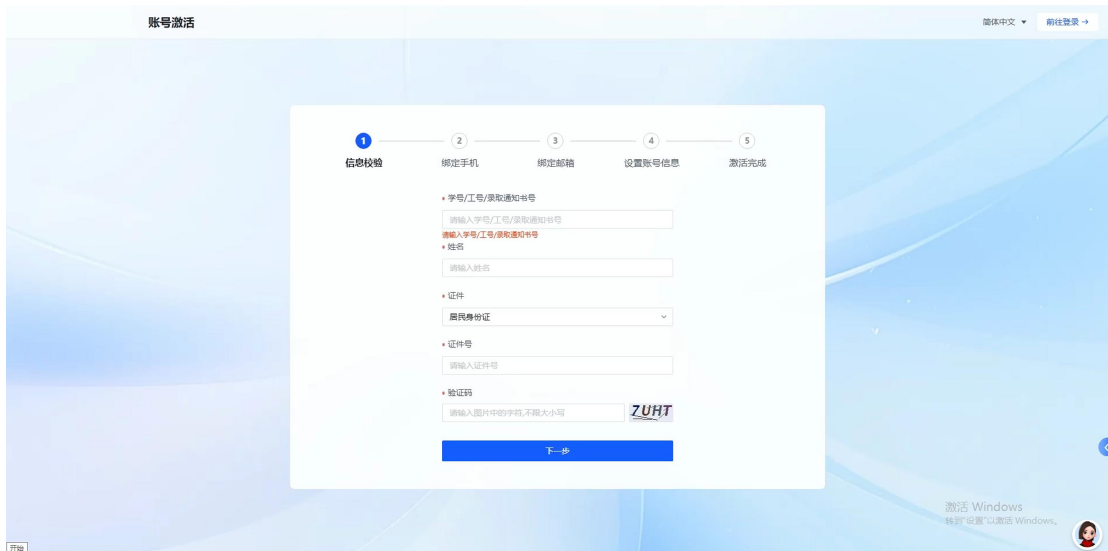 账号激活
简体中文 ▼ 前往登录 →
1 2 3 4 5
信息校验 绑定手机 绑定邮箱 设置账号信息 激活完成
* 学号/工号/录取通知书号
请输入学号/工号/录取通知书号
请输入学号/工号/录取通知书号
* 姓名
请输入姓名
* 证件
居民身份证
* 证件号
请输入证件号
* 验证码
请输入图片中的字符,不限大小写 ZUHT
下一步
激活 Windows
转到"设置"以激活 Windows。
开始